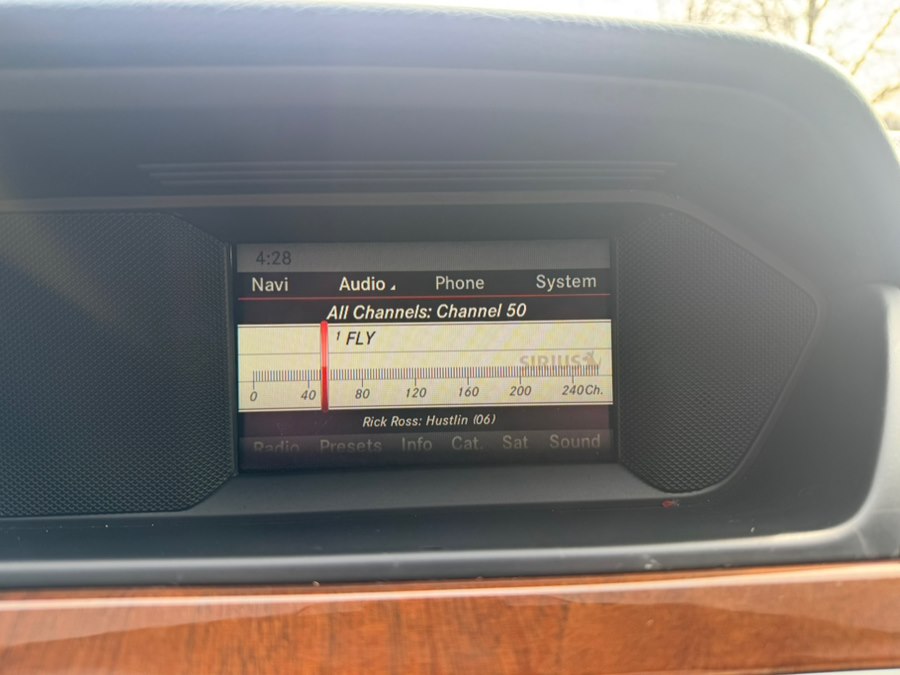 4:28
Navi Audio Phone System
All Channels: Channel 50
1 FLY
SIRIUS
0 40 80 120 160 200 240Ch.
Rick Ross: Hustlin (06)
Radio Presets Info Cat. Sat Sound